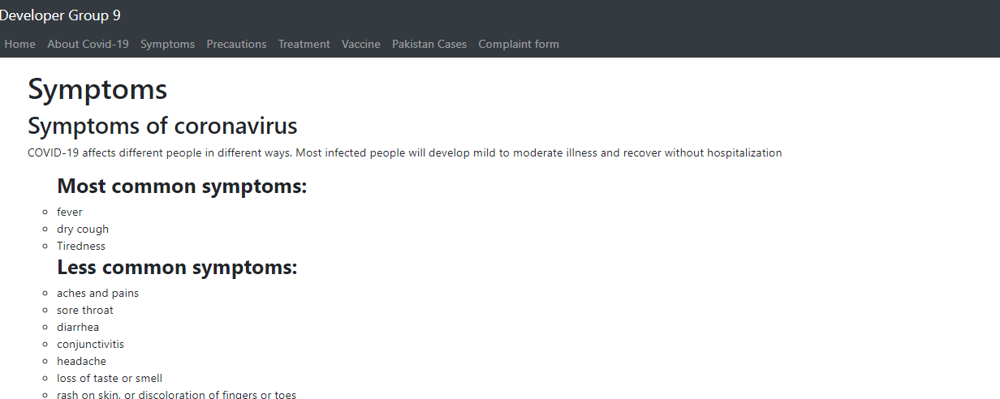 Developer Group 9
Home About Covid-19 Symptoms Precautions Treatment Vaccine Pakistan Cases Complaint form
Symptoms
Symptoms of coronavirus
COVID-19 affects different people in different ways. Most infected people will develop mild to moderate illness and recover without hospitalization
Most common symptoms:
fever
dry cough
Tiredness
Less common symptoms:
aches and pains
sore throat
diarrhea
conjunctivitis
headache
loss of taste or smell
rash on skin, or discoloration of fingers or toes